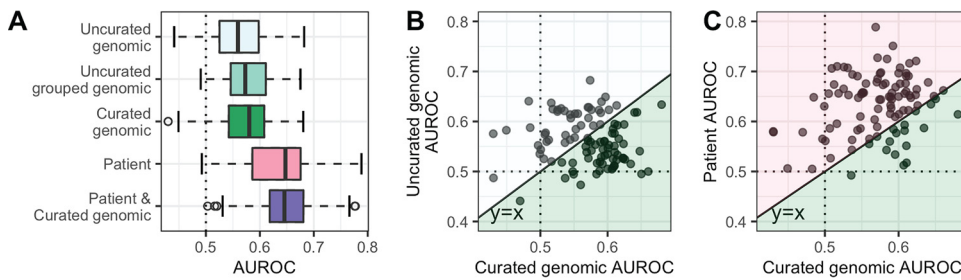 A
Uncurated
genomic
Uncurated
grouped genomic
Curated
genomic
Patient
Patient &
Curated genomic
0.5 0.6 0.7 0.8
AUROC
B
Uncurated genomic
AUROC
0.8
0.7
0.6
0.5
0.4
y=x
0.5 0.6
Curated genomic AUROC
C
Patient AUROC
0.8
0.7
0.6
0.5
0.4
y=x
0.5 0.6
Curated genomic AUROC